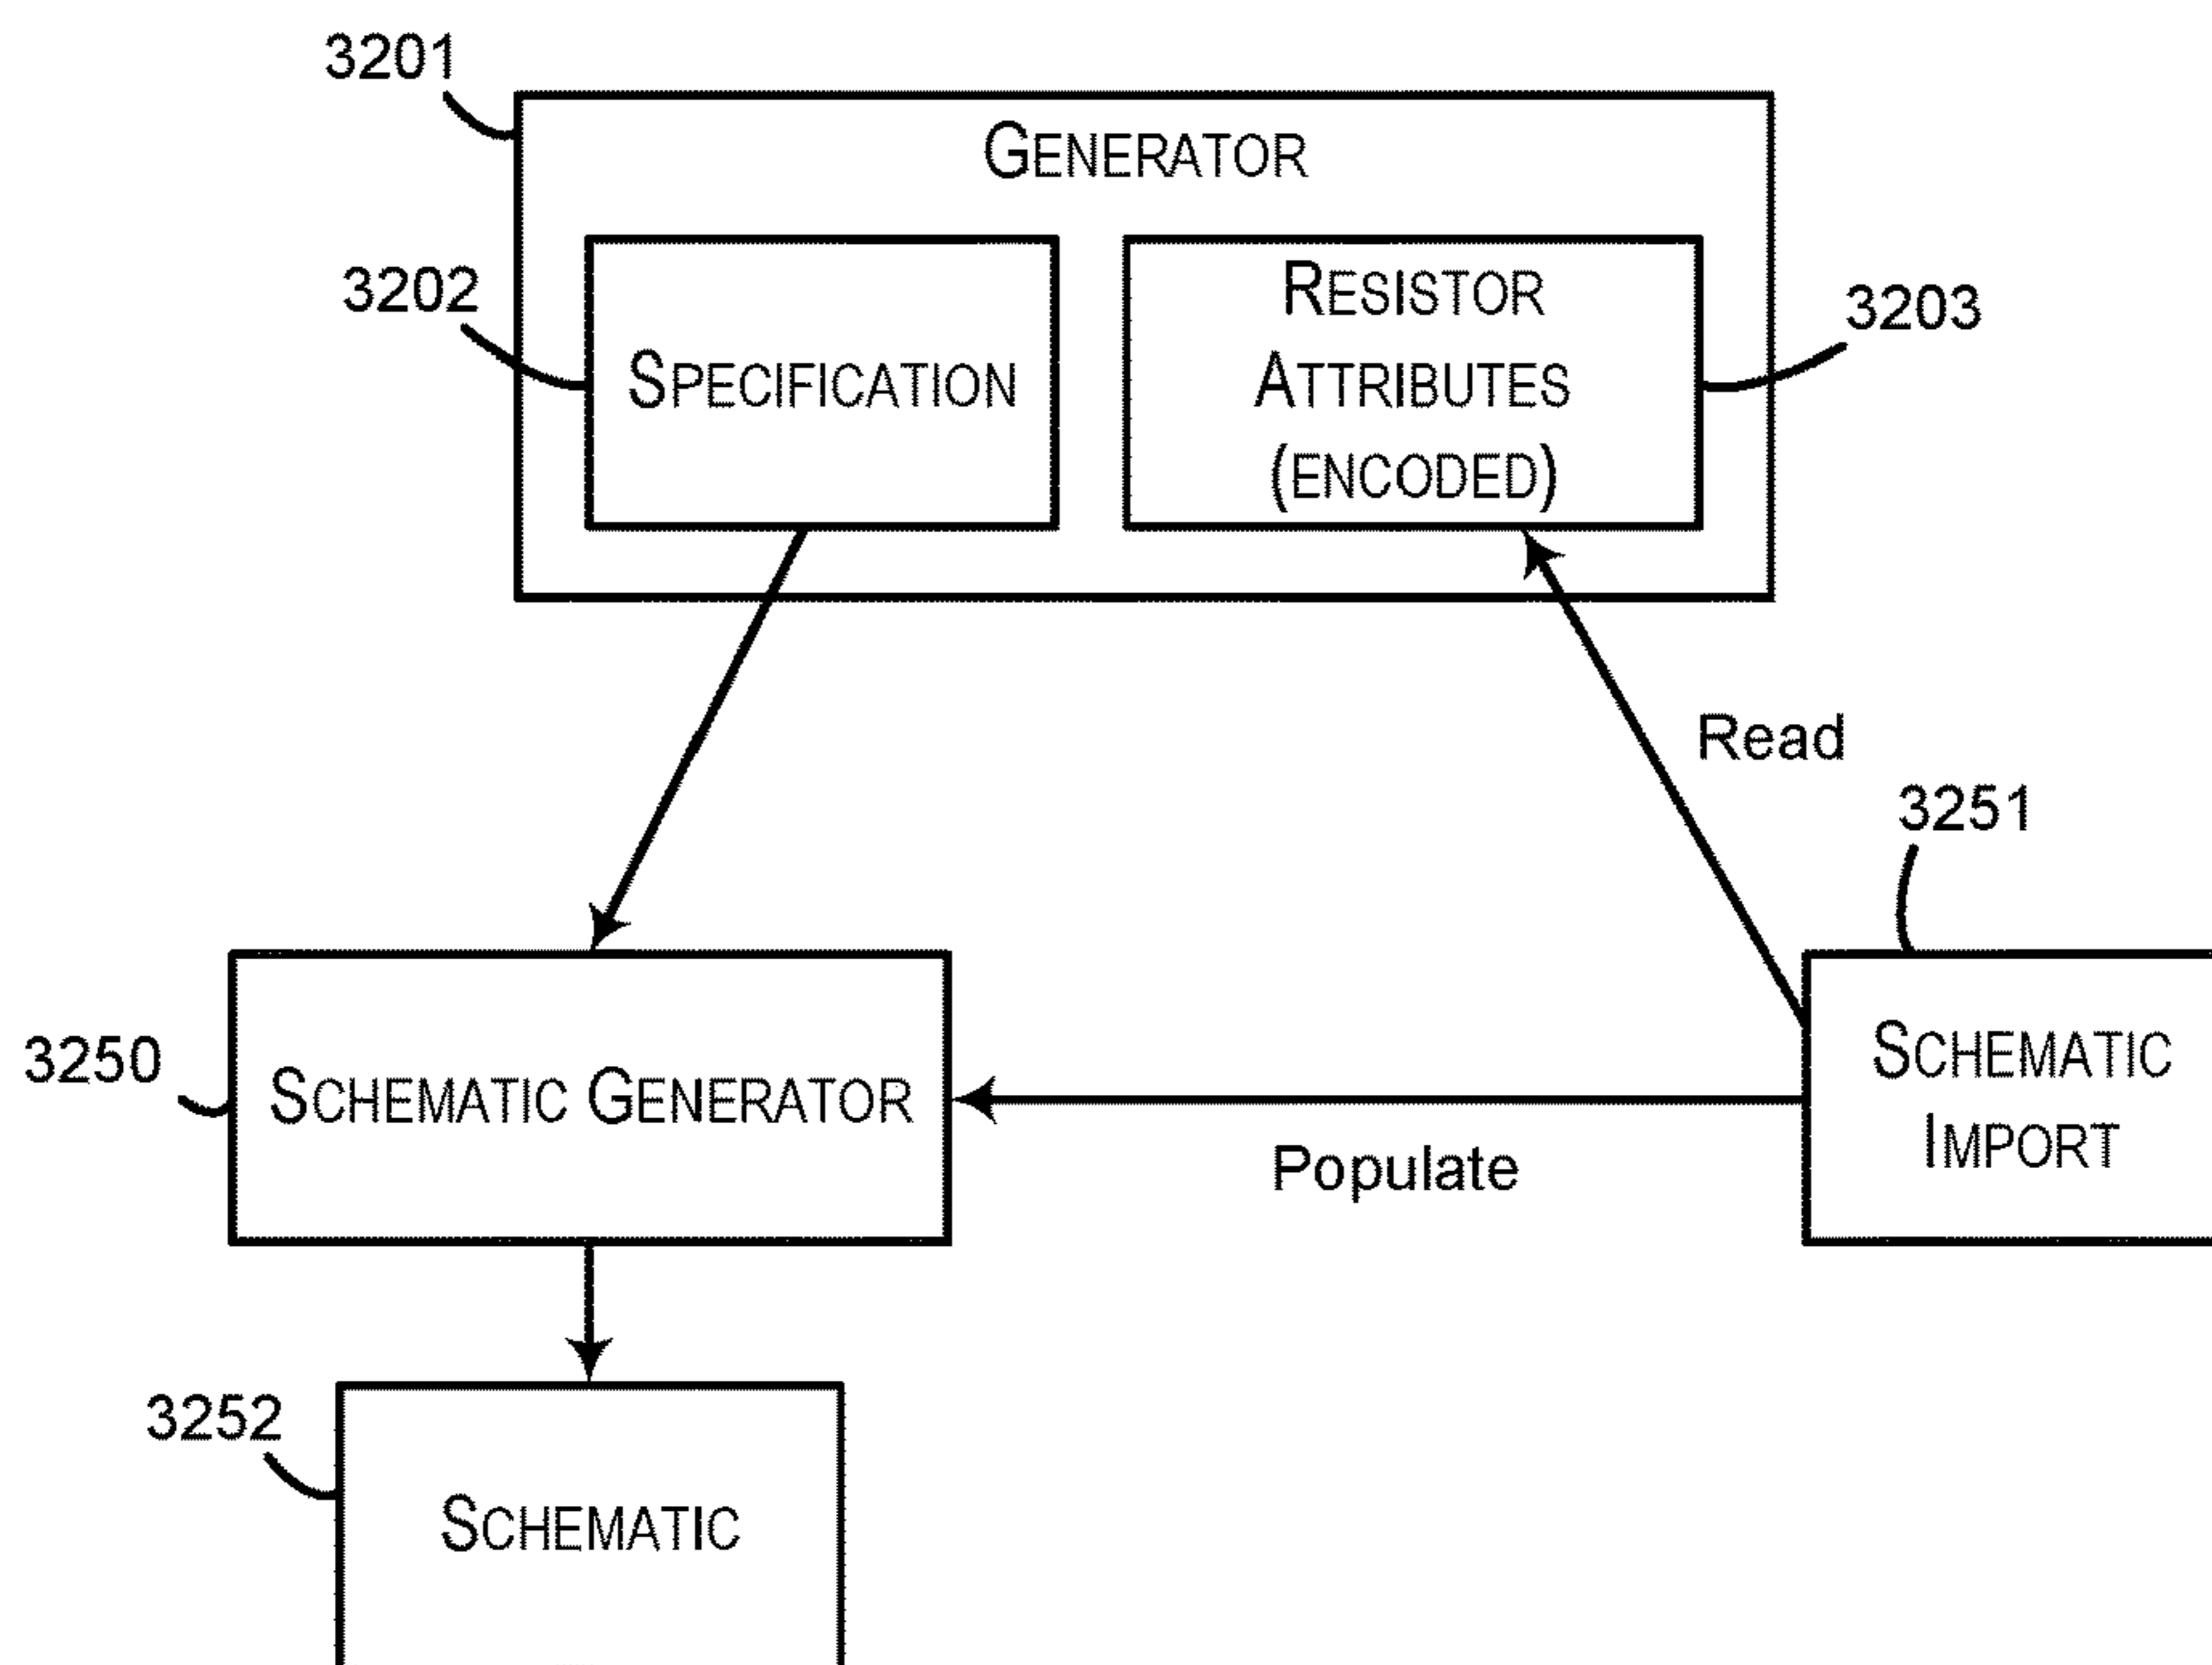 3201
GENERATOR
3202
SPECIFICATION
RESISTOR
ATTRIBUTES
(ENCODED)
3203
Read
3251
3250
SCHEMATIC GENERATOR
SCHEMATIC
IMPORT
Populate
3252
SCHEMATIC